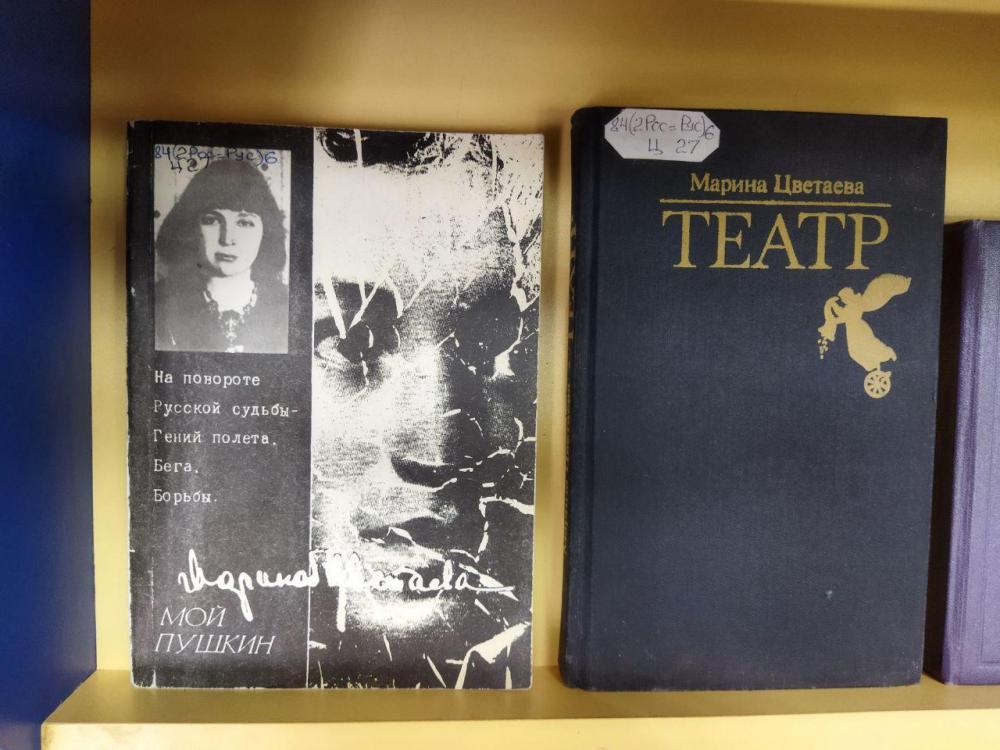 84(2Рос=Рус)6
Ц 27
На повороте
Русской судьбы-
Гений полета,
Бега,
Борьбы.
Марина Цветаева
МОЙ
ПУШКИН
84(2Рос=Рус)6
Ц 27
Марина Цветаева
ТЕАТР